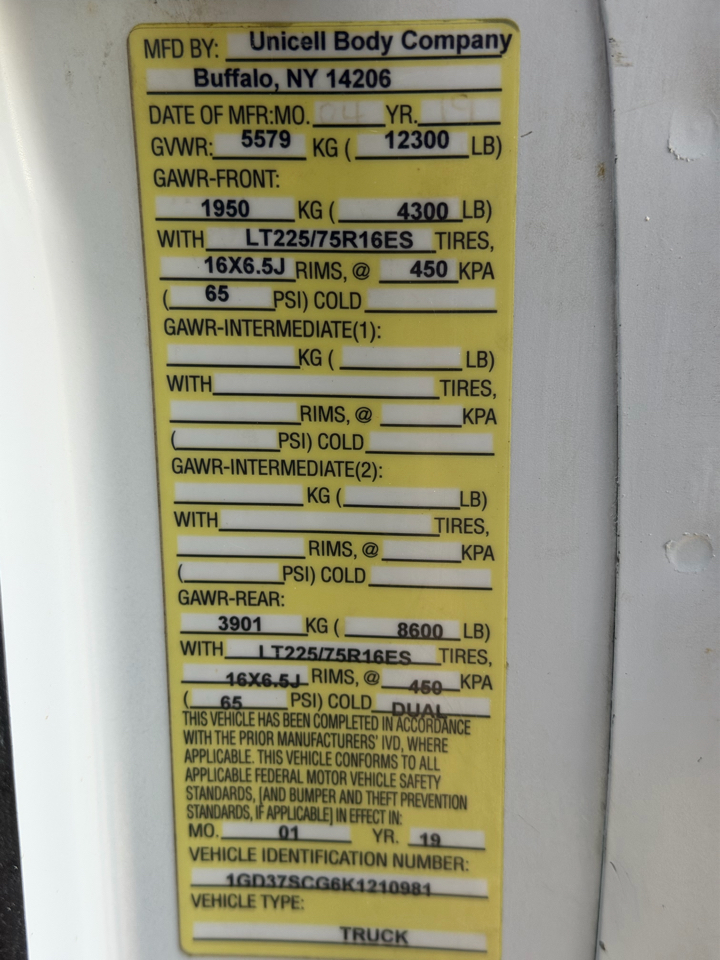 MFD BY: Unicell Body Company
Buffalo, NY 14206
DATE OF MFR:MO. 04 YR. 19
GVWR: 5579 KG ( 12300 LB)
GAWR-FRONT:
1950 KG ( 4300 LB)
WITH LT225/75R16ES TIRES,
16X6.5J RIMS, @ 450 KPA
( 65 PSI) COLD
GAWR-INTERMEDIATE(1):
KG ( LB)
WITH TIRES,
RIMS, @ KPA
( PSI) COLD
GAWR-INTERMEDIATE(2):
KG ( LB)
WITH TIRES,
RIMS, @ KPA
( PSI) COLD
GAWR-REAR:
3901 KG ( 8600 LB)
WITH LT225/75R16ES TIRES,
16X6.5J RIMS, @ 450 KPA
( 65 PSI) COLD DUAL
THIS VEHICLE HAS BEEN COMPLETED IN ACCORDANCE
WITH THE PRIOR MANUFACTURERS' IVD, WHERE
APPLICABLE. THIS VEHICLE CONFORMS TO ALL
APPLICABLE FEDERAL MOTOR VEHICLE SAFETY
STANDARDS, [AND BUMPER AND THEFT PREVENTION
STANDARDS, IF APPLICABLE] IN EFFECT IN:
MO. 01 YR. 19
VEHICLE IDENTIFICATION NUMBER:
1GD37SCG6K1210981
VEHICLE TYPE:
TRUCK